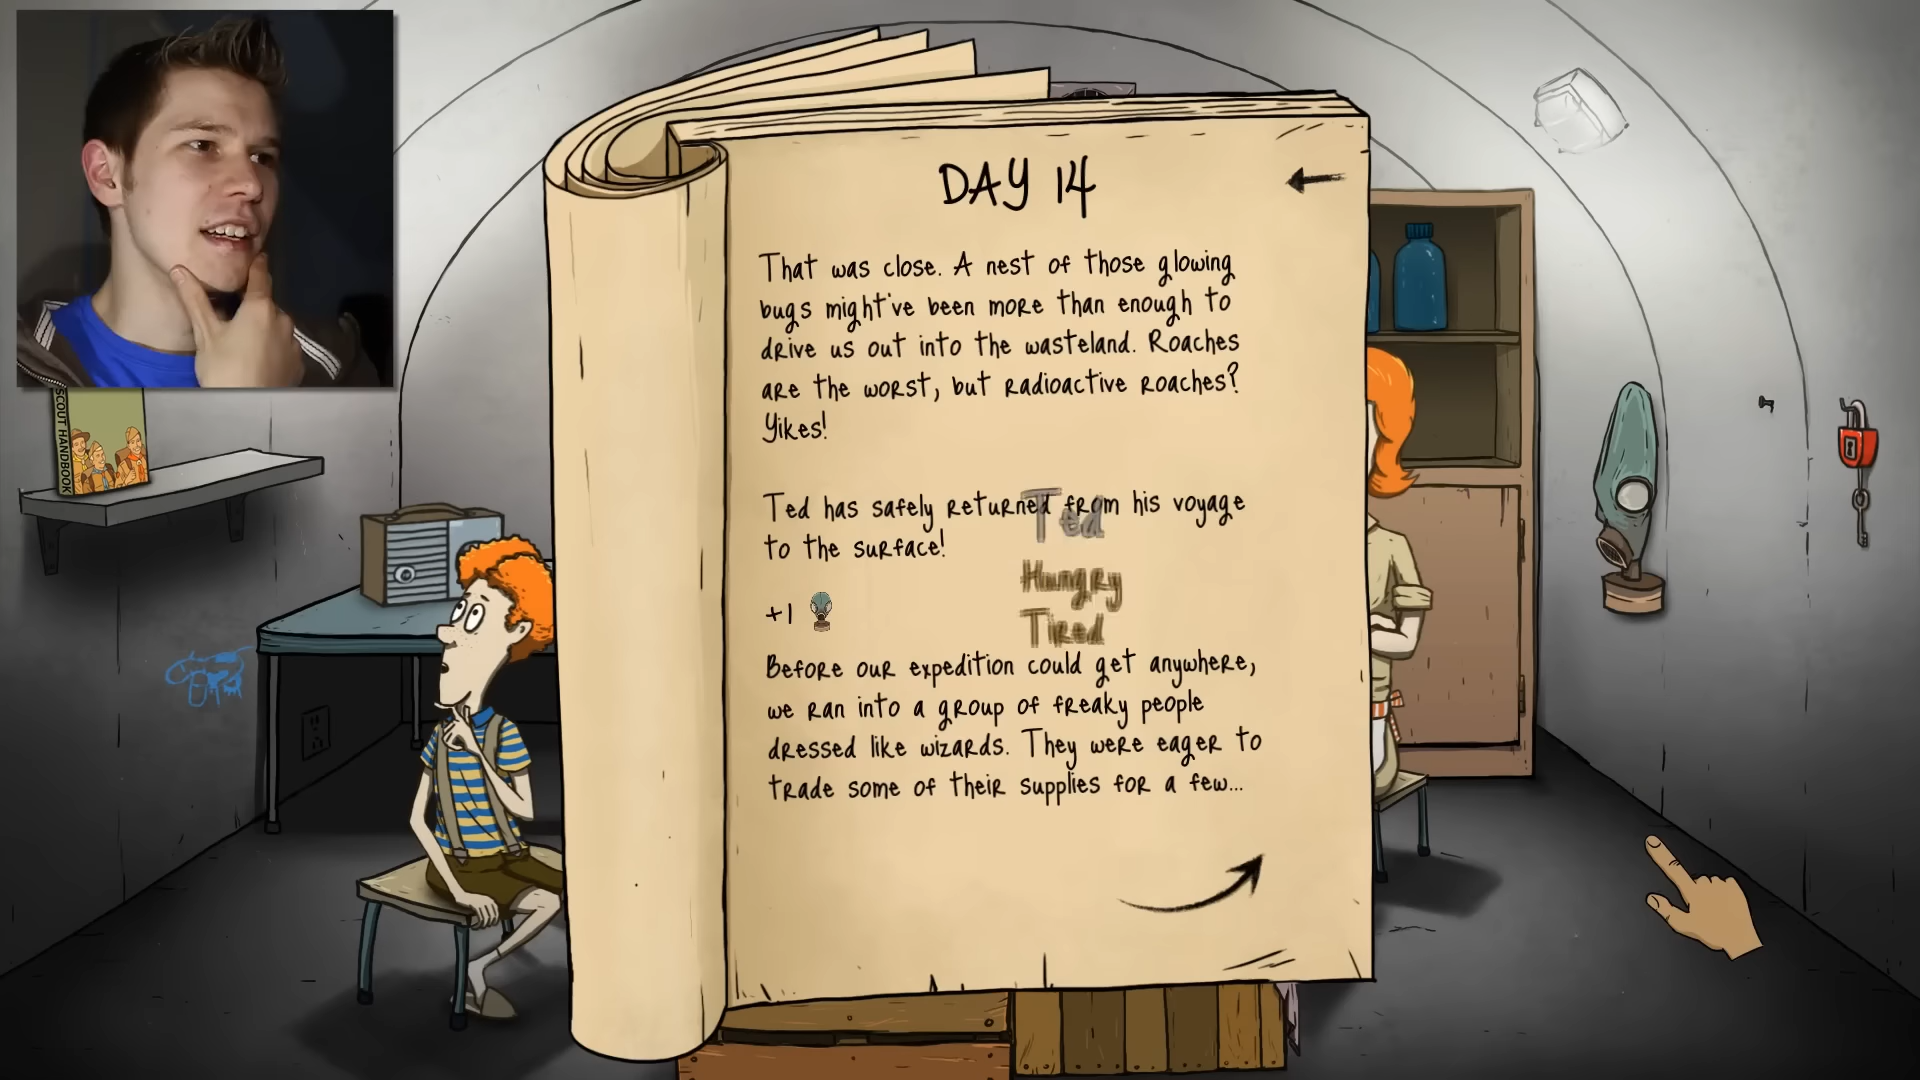 SCOUT HANDBOOK
DAY 14
That was close. A nest of those glowing
bugs might've been more than enough to
drive us out into the wasteland. Roaches
are the worst, but radioactive roaches?
Yikes!
Ted has safely returned from his voyage
to the surface!
Ted
Hungry
Tired
+1
Before our expedition could get anywhere,
we ran into a group of freaky people
dressed like wizards. They were eager to
trade some of their supplies for a few...